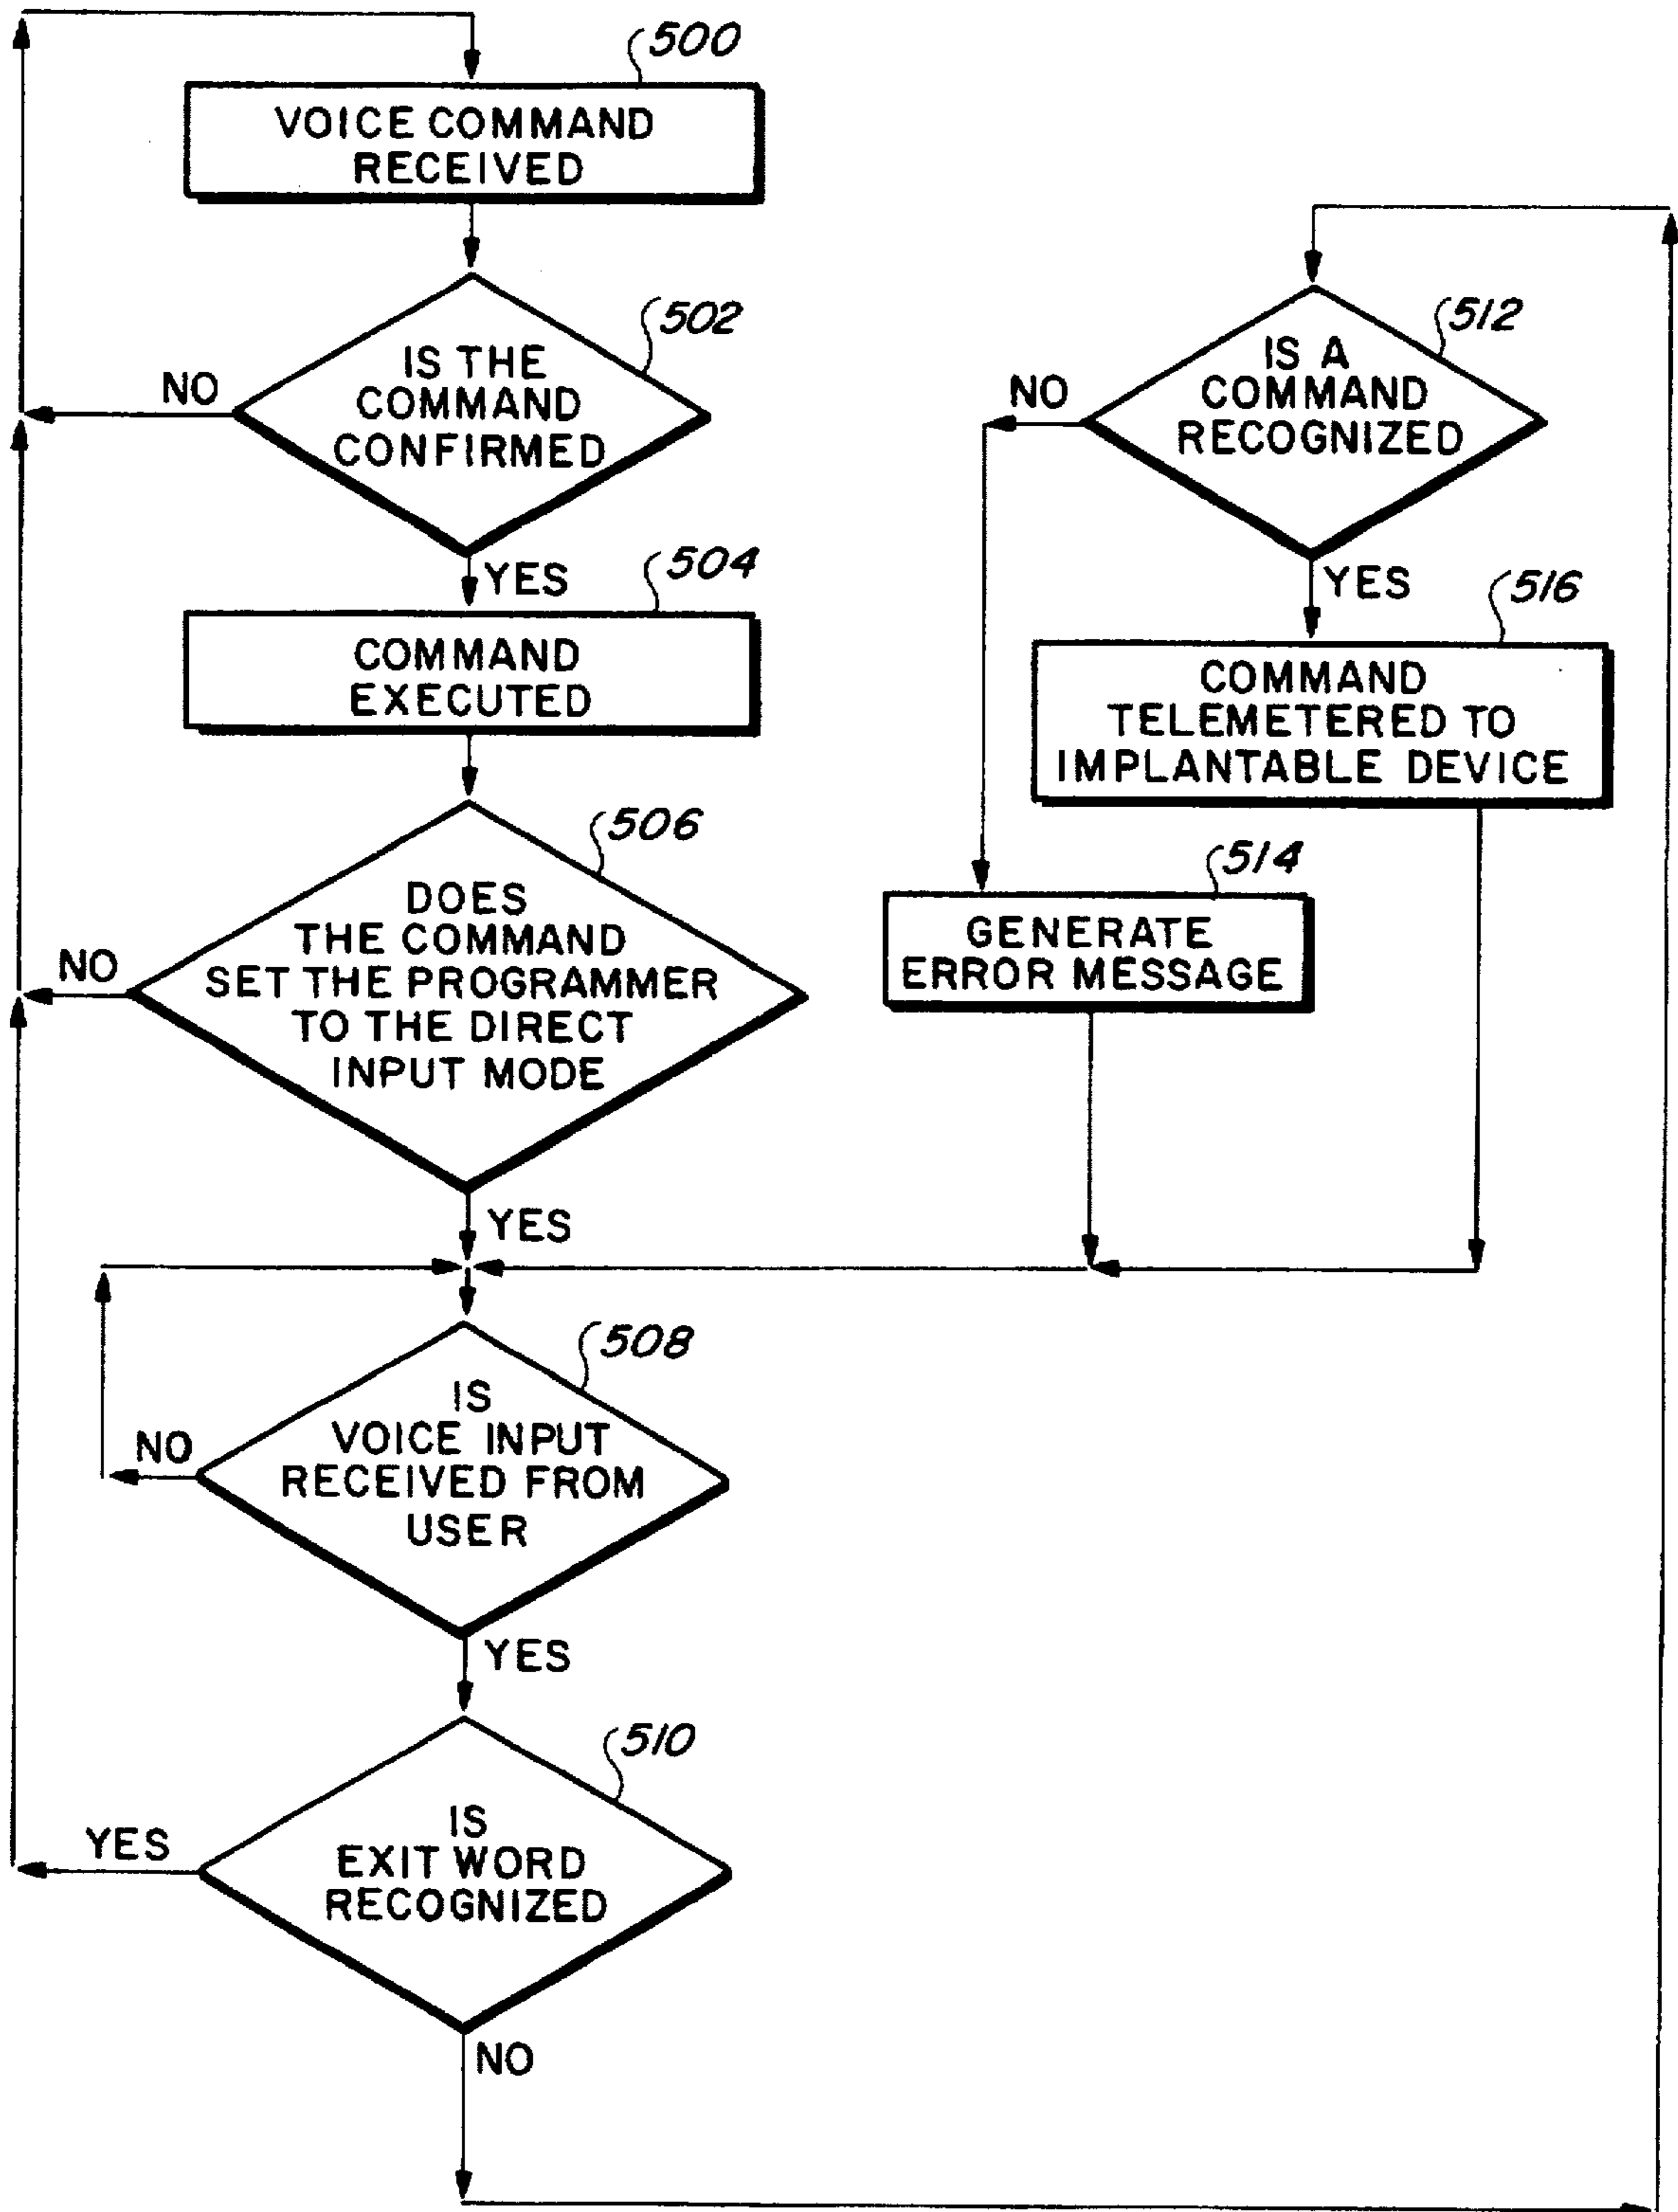 500
VOICE COMMAND
RECEIVED
502
IS THE
COMMAND
CONFIRMED
NO
YES
504
COMMAND
EXECUTED
506
DOES
THE COMMAND
SET THE PROGRAMMER
TO THE DIRECT
INPUT MODE
NO
YES
508
IS
VOICE INPUT
RECEIVED FROM
USER
NO
YES
510
IS
EXIT WORD
RECOGNIZED
YES
NO
512
IS A
COMMAND
RECOGNIZED
NO
YES
516
COMMAND
TELEMETERED TO
IMPLANTABLE DEVICE
514
GENERATE
ERROR MESSAGE